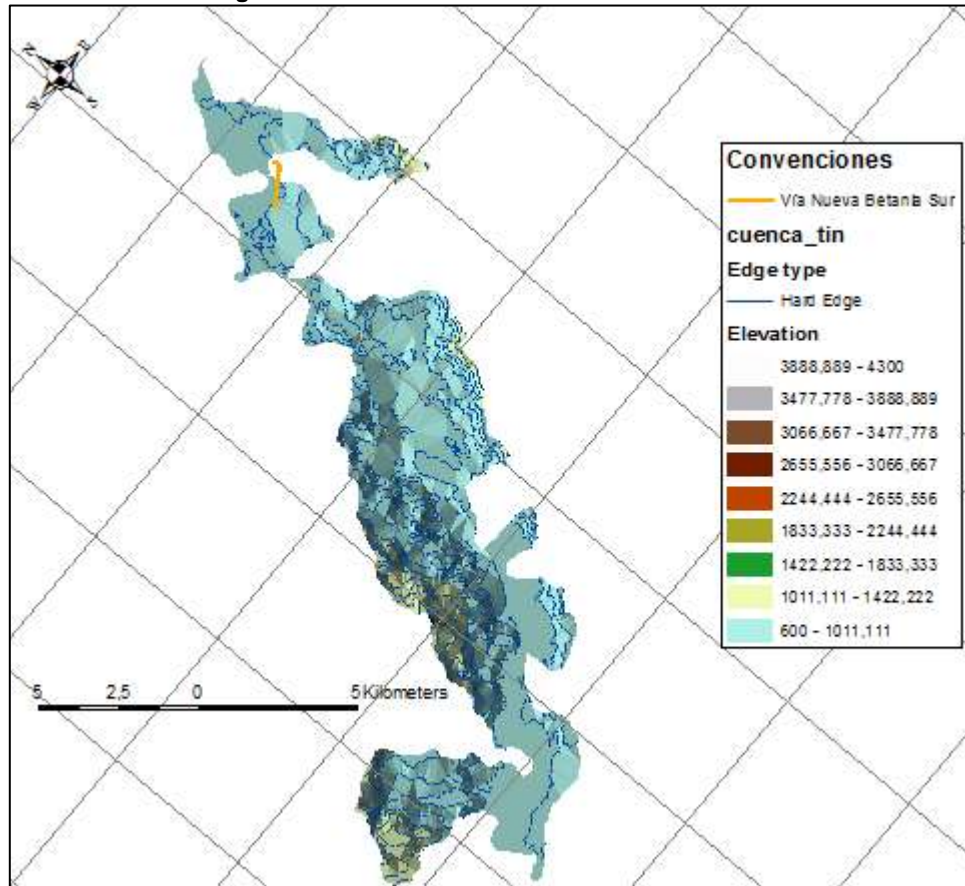 N
E
W
S
Convenciones
Vía Nueva Betania Sur
cuenca_tin
Edge type
Hard Edge
Elevation
3888,889 - 4300
3477,778 - 3888,889
3066,667 - 3477,778
2655,556 - 3066,667
2244,444 - 2655,556
1833,333 - 2244,444
1422,222 - 1833,333
1011,111 - 1422,222
600 - 1011,111
5 2,5 0 5 Kilometers